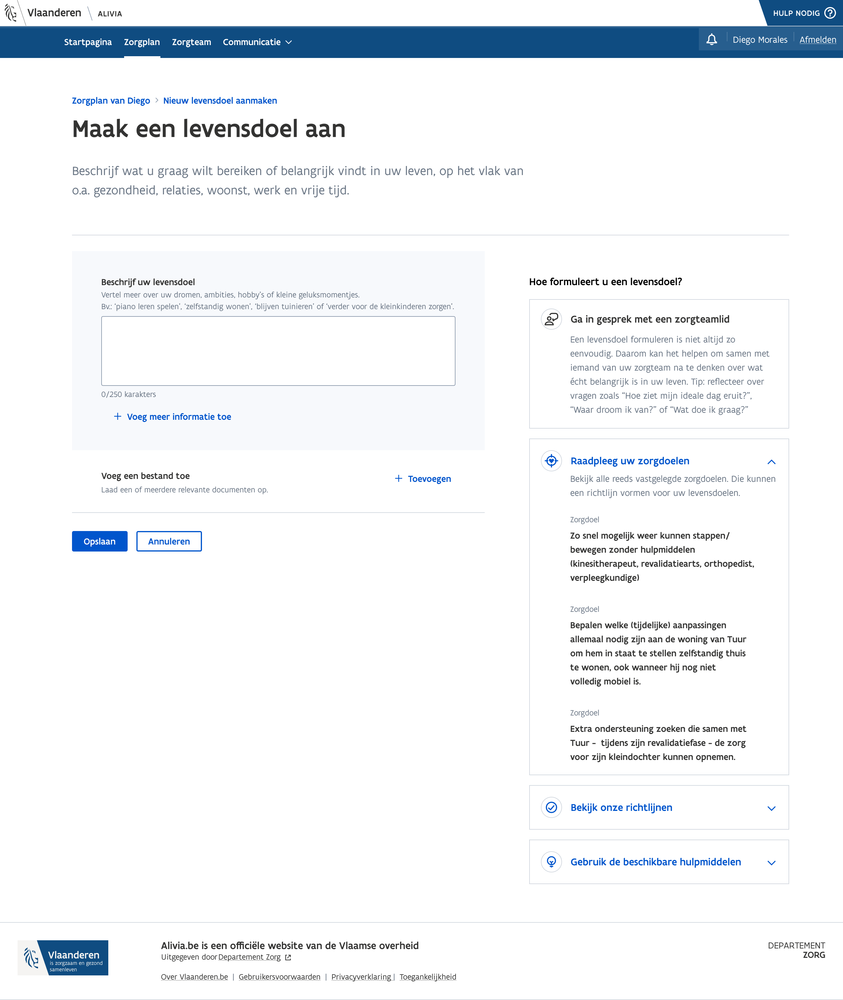 Vlaanderen
ALIVIA
HULP NODIG
Startpagina
Zorgplan
Zorgteam
Communicatie
Diego Morales
Afmelden
Zorgplan van Diego
Nieuw levensdoel aanmaken
Maak een levensdoel aan
Beschrijf wat u graag wilt bereiken of belangrijk vindt in uw leven, op het vlak van
o.a. gezondheid, relaties, woonst, werk en vrije tijd.
Beschrijf uw levensdoel
Vertel meer over uw dromen, ambities, hobby's of kleine geluksmomentjes.
Bv.: ‘piano leren spelen’, ‘zelfstandig wonen’, ‘blijven tuinieren’ of ‘verder voor de kleinkinderen zorgen’.
0/250 karakters
Voeg meer informatie toe
Voeg een bestand toe
Laad een of meerdere relevante documenten op.
Toevoegen
Opslaan
Annuleren
Hoe formuleert u een levensdoel?
Ga in gesprek met een zorgteamlid
Een levensdoel formuleren is niet altijd zo
eenvoudig. Daarom kan het helpen om samen met
iemand van uw zorgteam na te denken over wat
écht belangrijk is in uw leven. Tip: reflecteer over
vragen zoals “Hoe ziet mijn ideale dag eruit?”,
“Waar droom ik van?” of “Wat doe ik graag?”
Raadpleeg uw zorgdoelen
Bekijk alle reeds vastgelegde zorgdoelen. Die kunnen
een richtlijn vormen voor uw levensdoelen.
Zorgdoel
Zo snel mogelijk weer kunnen stappen/
bewegen zonder hulpmiddelen
(kinesitherapeut, revalidatiearts, orthopedist,
verpleegkundige)
Zorgdoel
Bepalen welke (tijdelijke) aanpassingen
allemaal nodig zijn aan de woning van Tuur
om hem in staat te stellen zelfstandig thuis
te wonen, ook wanneer hij nog niet
volledig mobiel is.
Zorgdoel
Extra ondersteuning zoeken die samen met
Tuur - tijdens zijn revalidatiefase - de zorg
voor zijn kleindochter kunnen opnemen.
Bekijk onze richtlijnen
Gebruik de beschikbare hulpmiddelen
Vlaanderen
is zorgzaam en gezond
samenleven
Alivia.be is een officiële website van de Vlaamse overheid
Uitgegeven door Departement Zorg
Over Vlaanderen.be | Gebruikersvoorwaarden | Privacyverklaring | Toegankelijkheid
DEPARTEMENT
ZORG